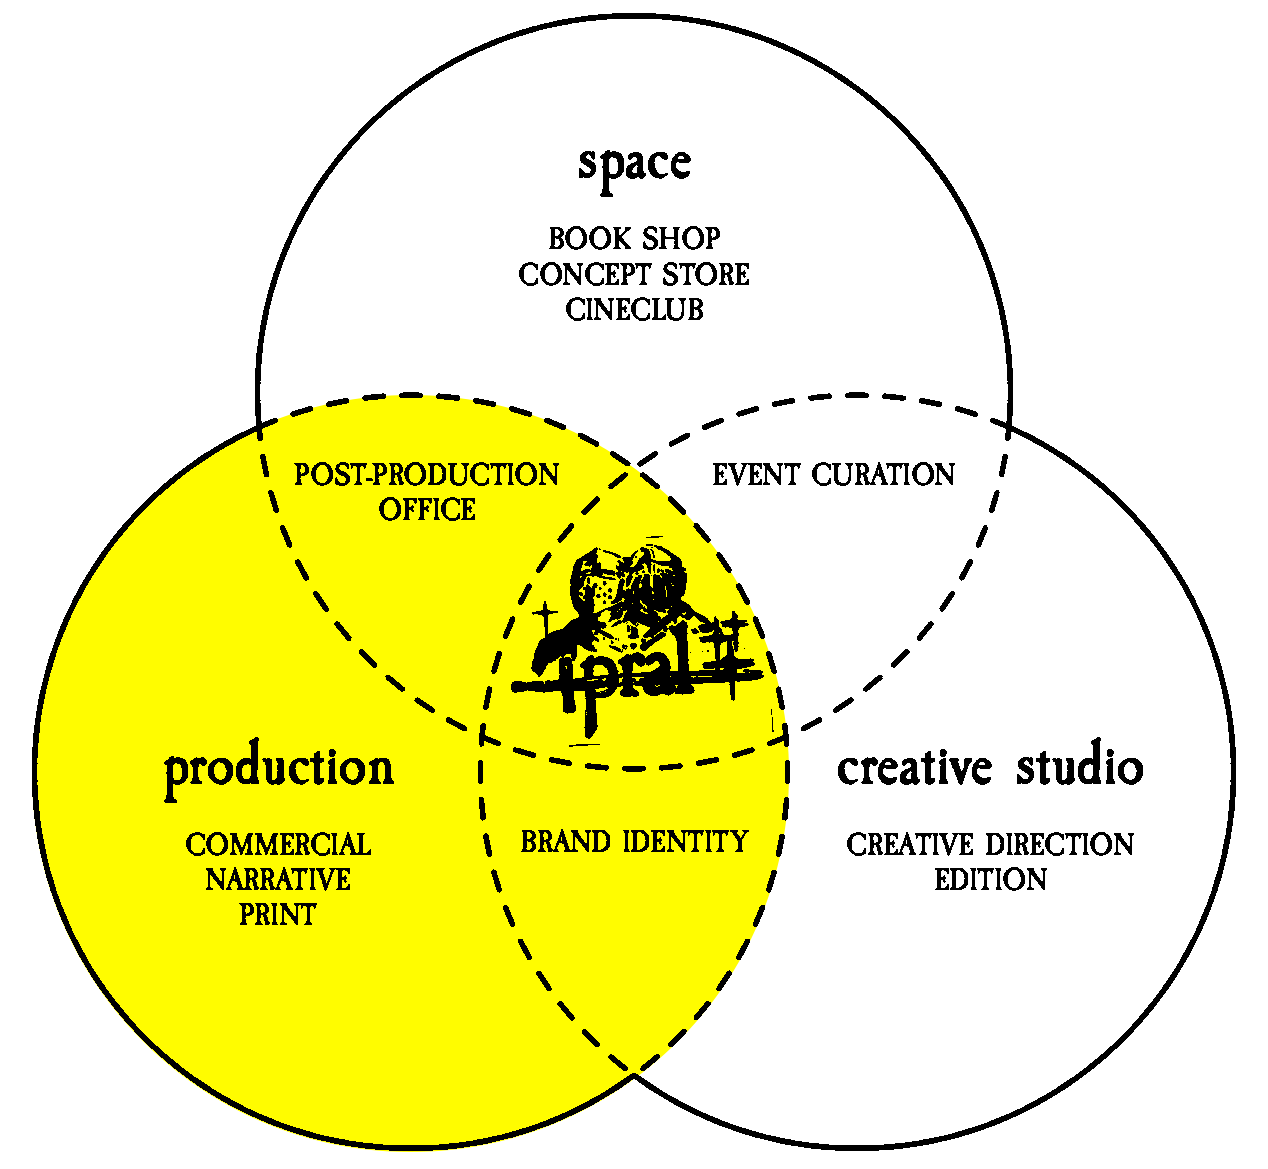 space
BOOK SHOP
CONCEPT STORE
CINECLUB
POST-PRODUCTION
OFFICE
EVENT CURATION
pral
production
COMMERCIAL
NARRATIVE
PRINT
BRAND IDENTITY
creative studio
CREATIVE DIRECTION
EDITION